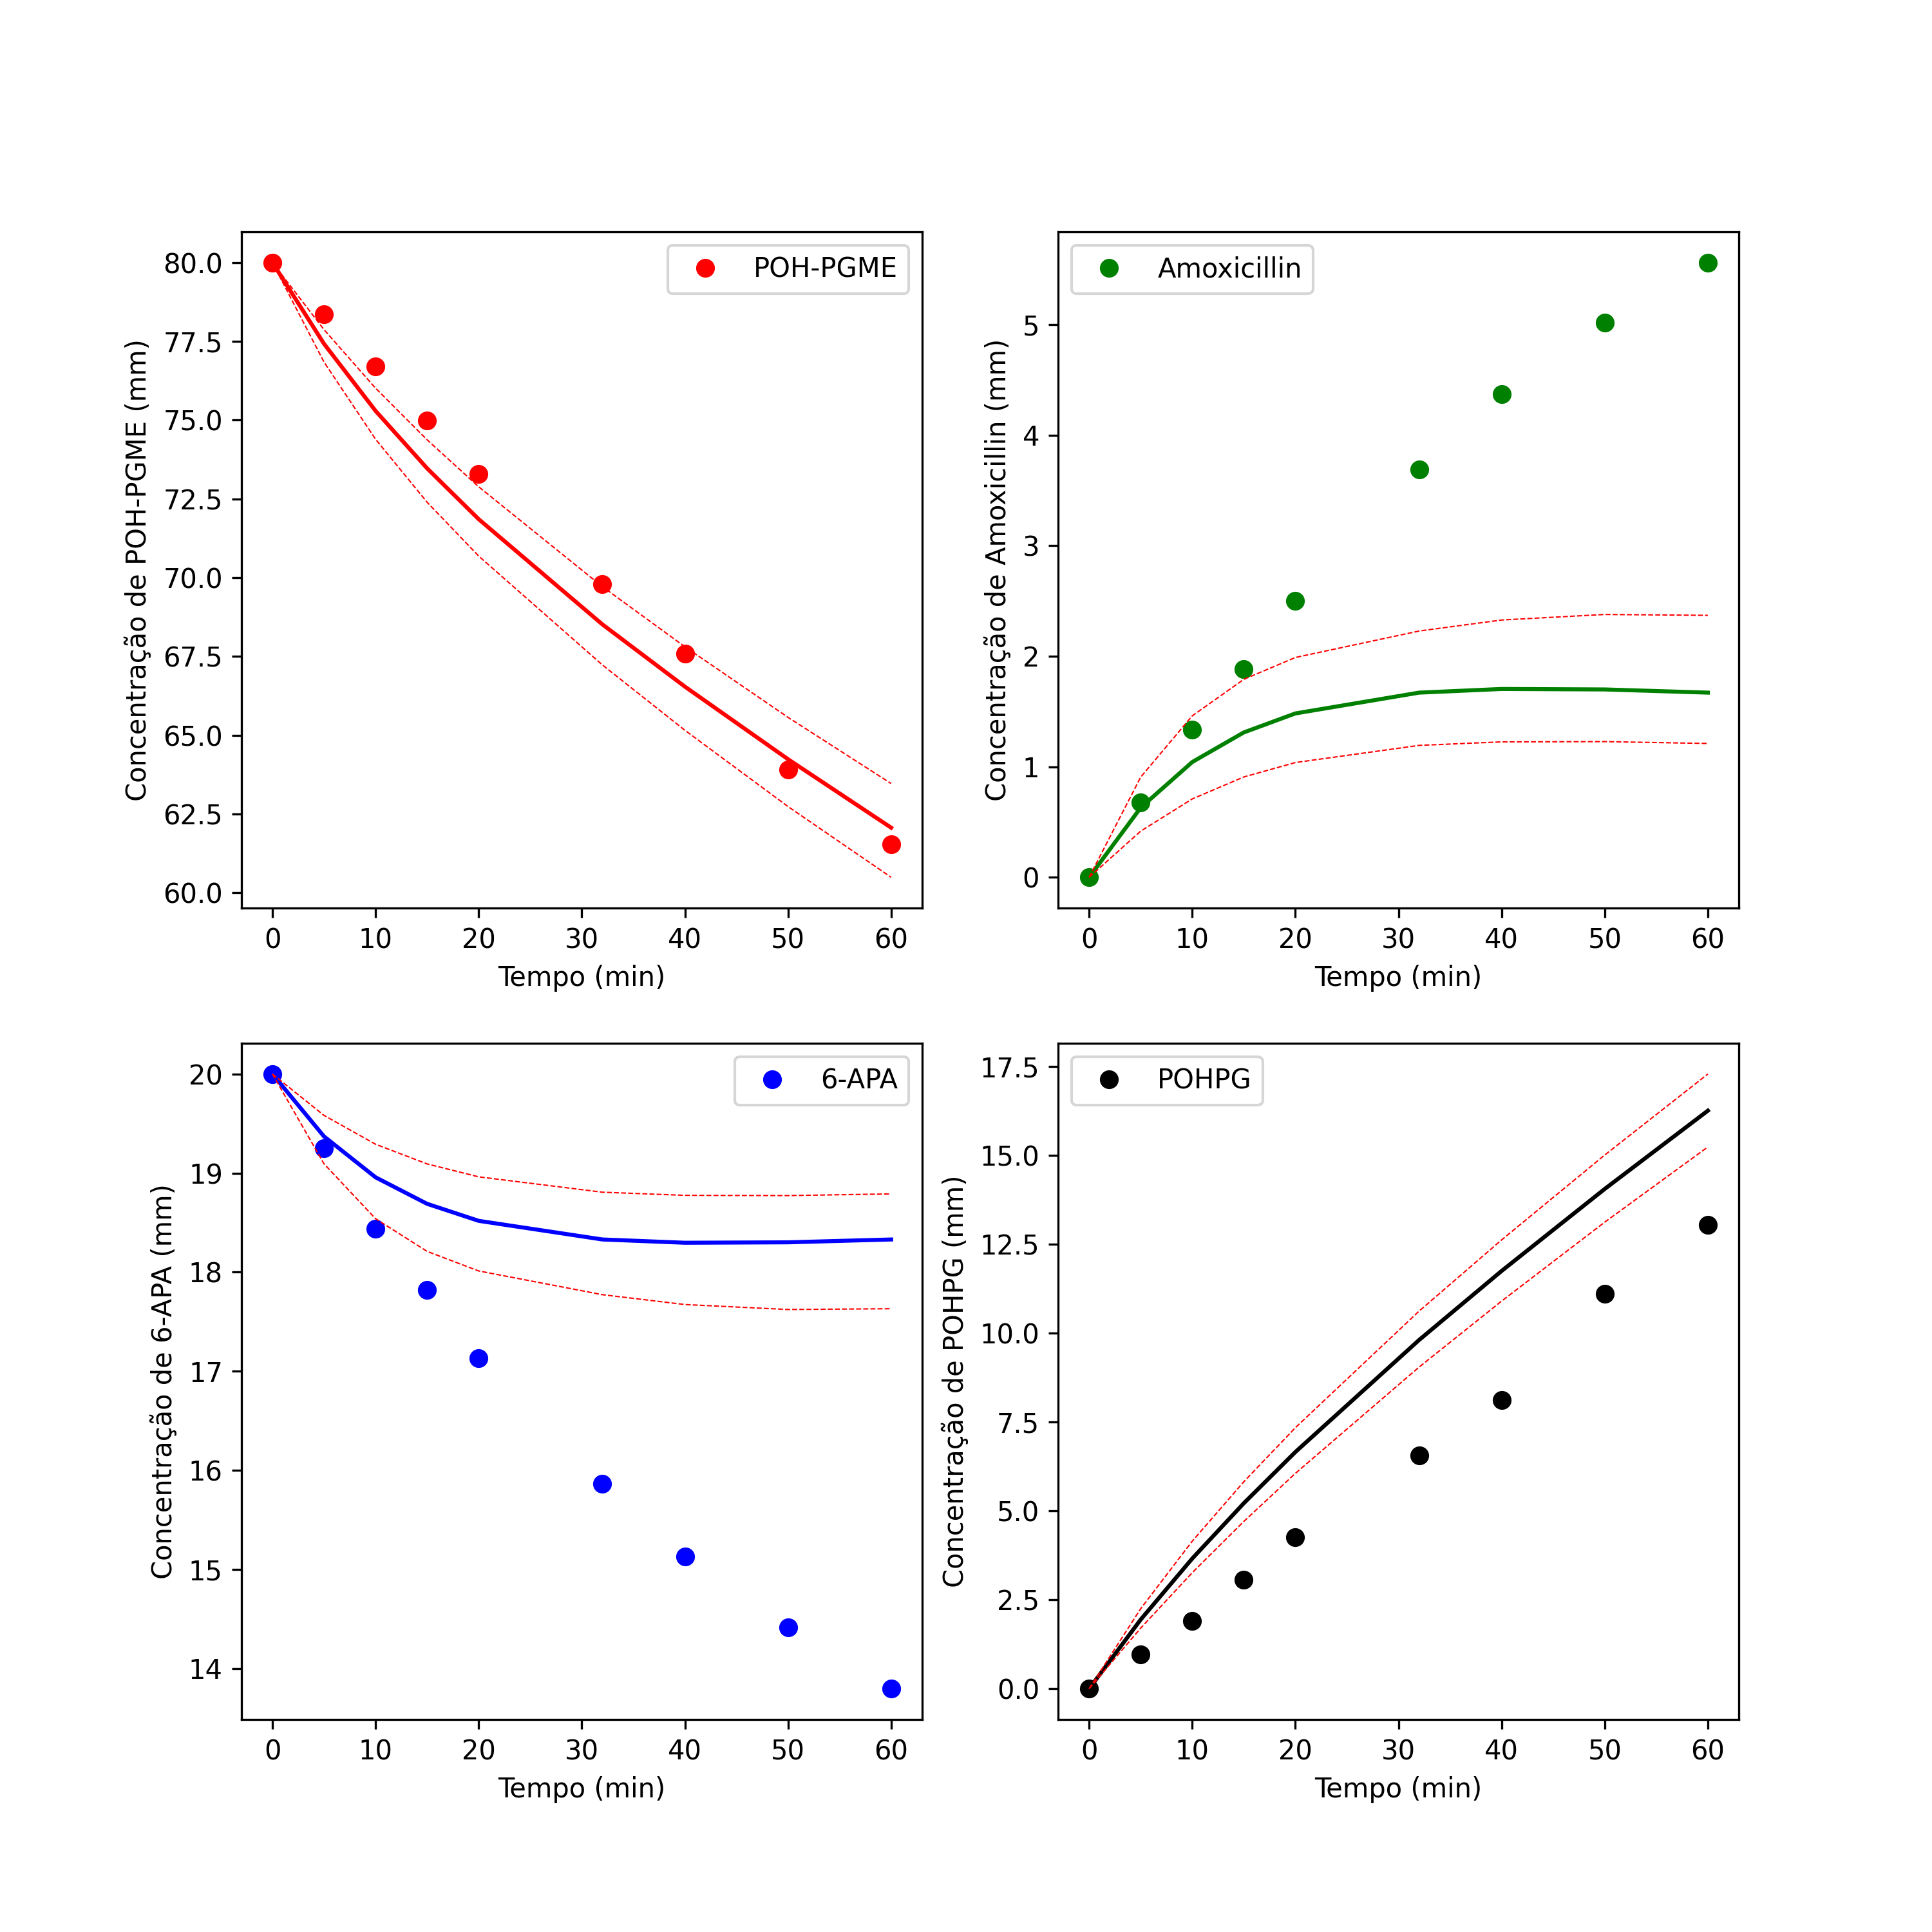 POH-PGME
Concentração de POH-PGME (mm)
80.0
77.5
75.0
72.5
70.0
67.5
65.0
62.5
60.0
0 10 20 30 40 50 60
Tempo (min)
Amoxicillin
Concentração de Amoxicillin (mm)
5
4
3
2
1
0
0 10 20 30 40 50 60
Tempo (min)
6-APA
Concentração de 6-APA (mm)
20
19
18
17
16
15
14
0 10 20 30 40 50 60
Tempo (min)
POHPG
Concentração de POHPG (mm)
17.5
15.0
12.5
10.0
7.5
5.0
2.5
0.0
0 10 20 30 40 50 60
Tempo (min)